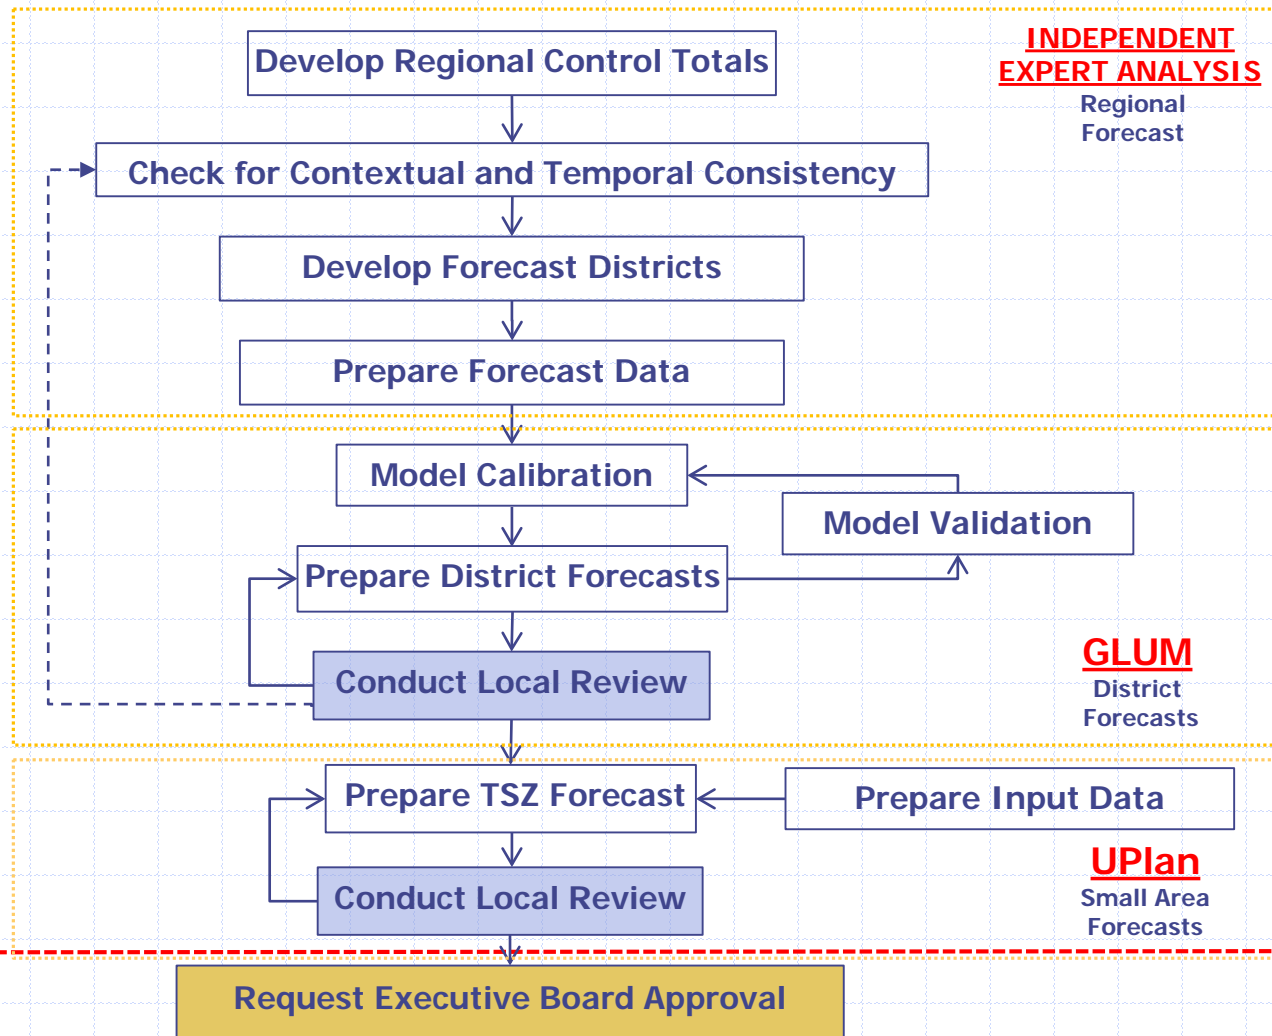 Develop Regional Control Totals
INDEPENDENT
EXPERT ANALYSIS
Regional
Forecast
Check for Contextual and Temporal Consistency
Develop Forecast Districts
Prepare Forecast Data
Model Calibration
Model Validation
Prepare District Forecasts
Conduct Local Review
GLUM
District
Forecasts
Prepare TSZ Forecast
Prepare Input Data
Conduct Local Review
UPlan
Small Area
Forecasts
Request Executive Board Approval